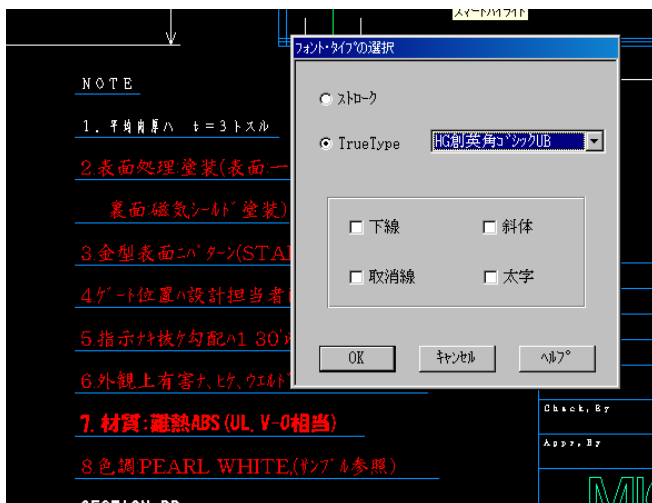 スマートハイライト
フォント・タイプの選択
NOTE
ストローク
1. 平均肉厚ハ t=3トスル
TrueType
HG創英角ゴシックUB
2.表面処理:塗装(表面:一
裏面:磁気シールド塗装)
下線
斜体
3.金型表面ニハ゜ターン(STA
取消線
太字
4.ゲート位置ハ設計担当者
5.指示ナキ抜ケ勾配ハ1 30'
OK
キャンセル
ヘルプ
6.外観上有害ナ、ヒケ、ウエルド
Check, By
7. 材質:難熱ABS(UL, V-0相当)
Appr, By
8.色調PEARL WHITE,(サンプル参照)